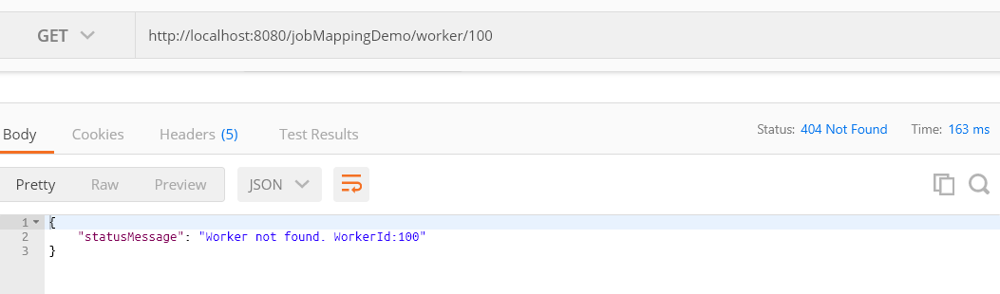 GET http://localhost:8080/jobMappingDemo/worker/100
Body Cookies Headers (5) Test Results Status: 404 Not Found Time: 163 ms
Pretty Raw Preview JSON
1 {
2 "statusMessage": "Worker not found. WorkerId:100"
3 }